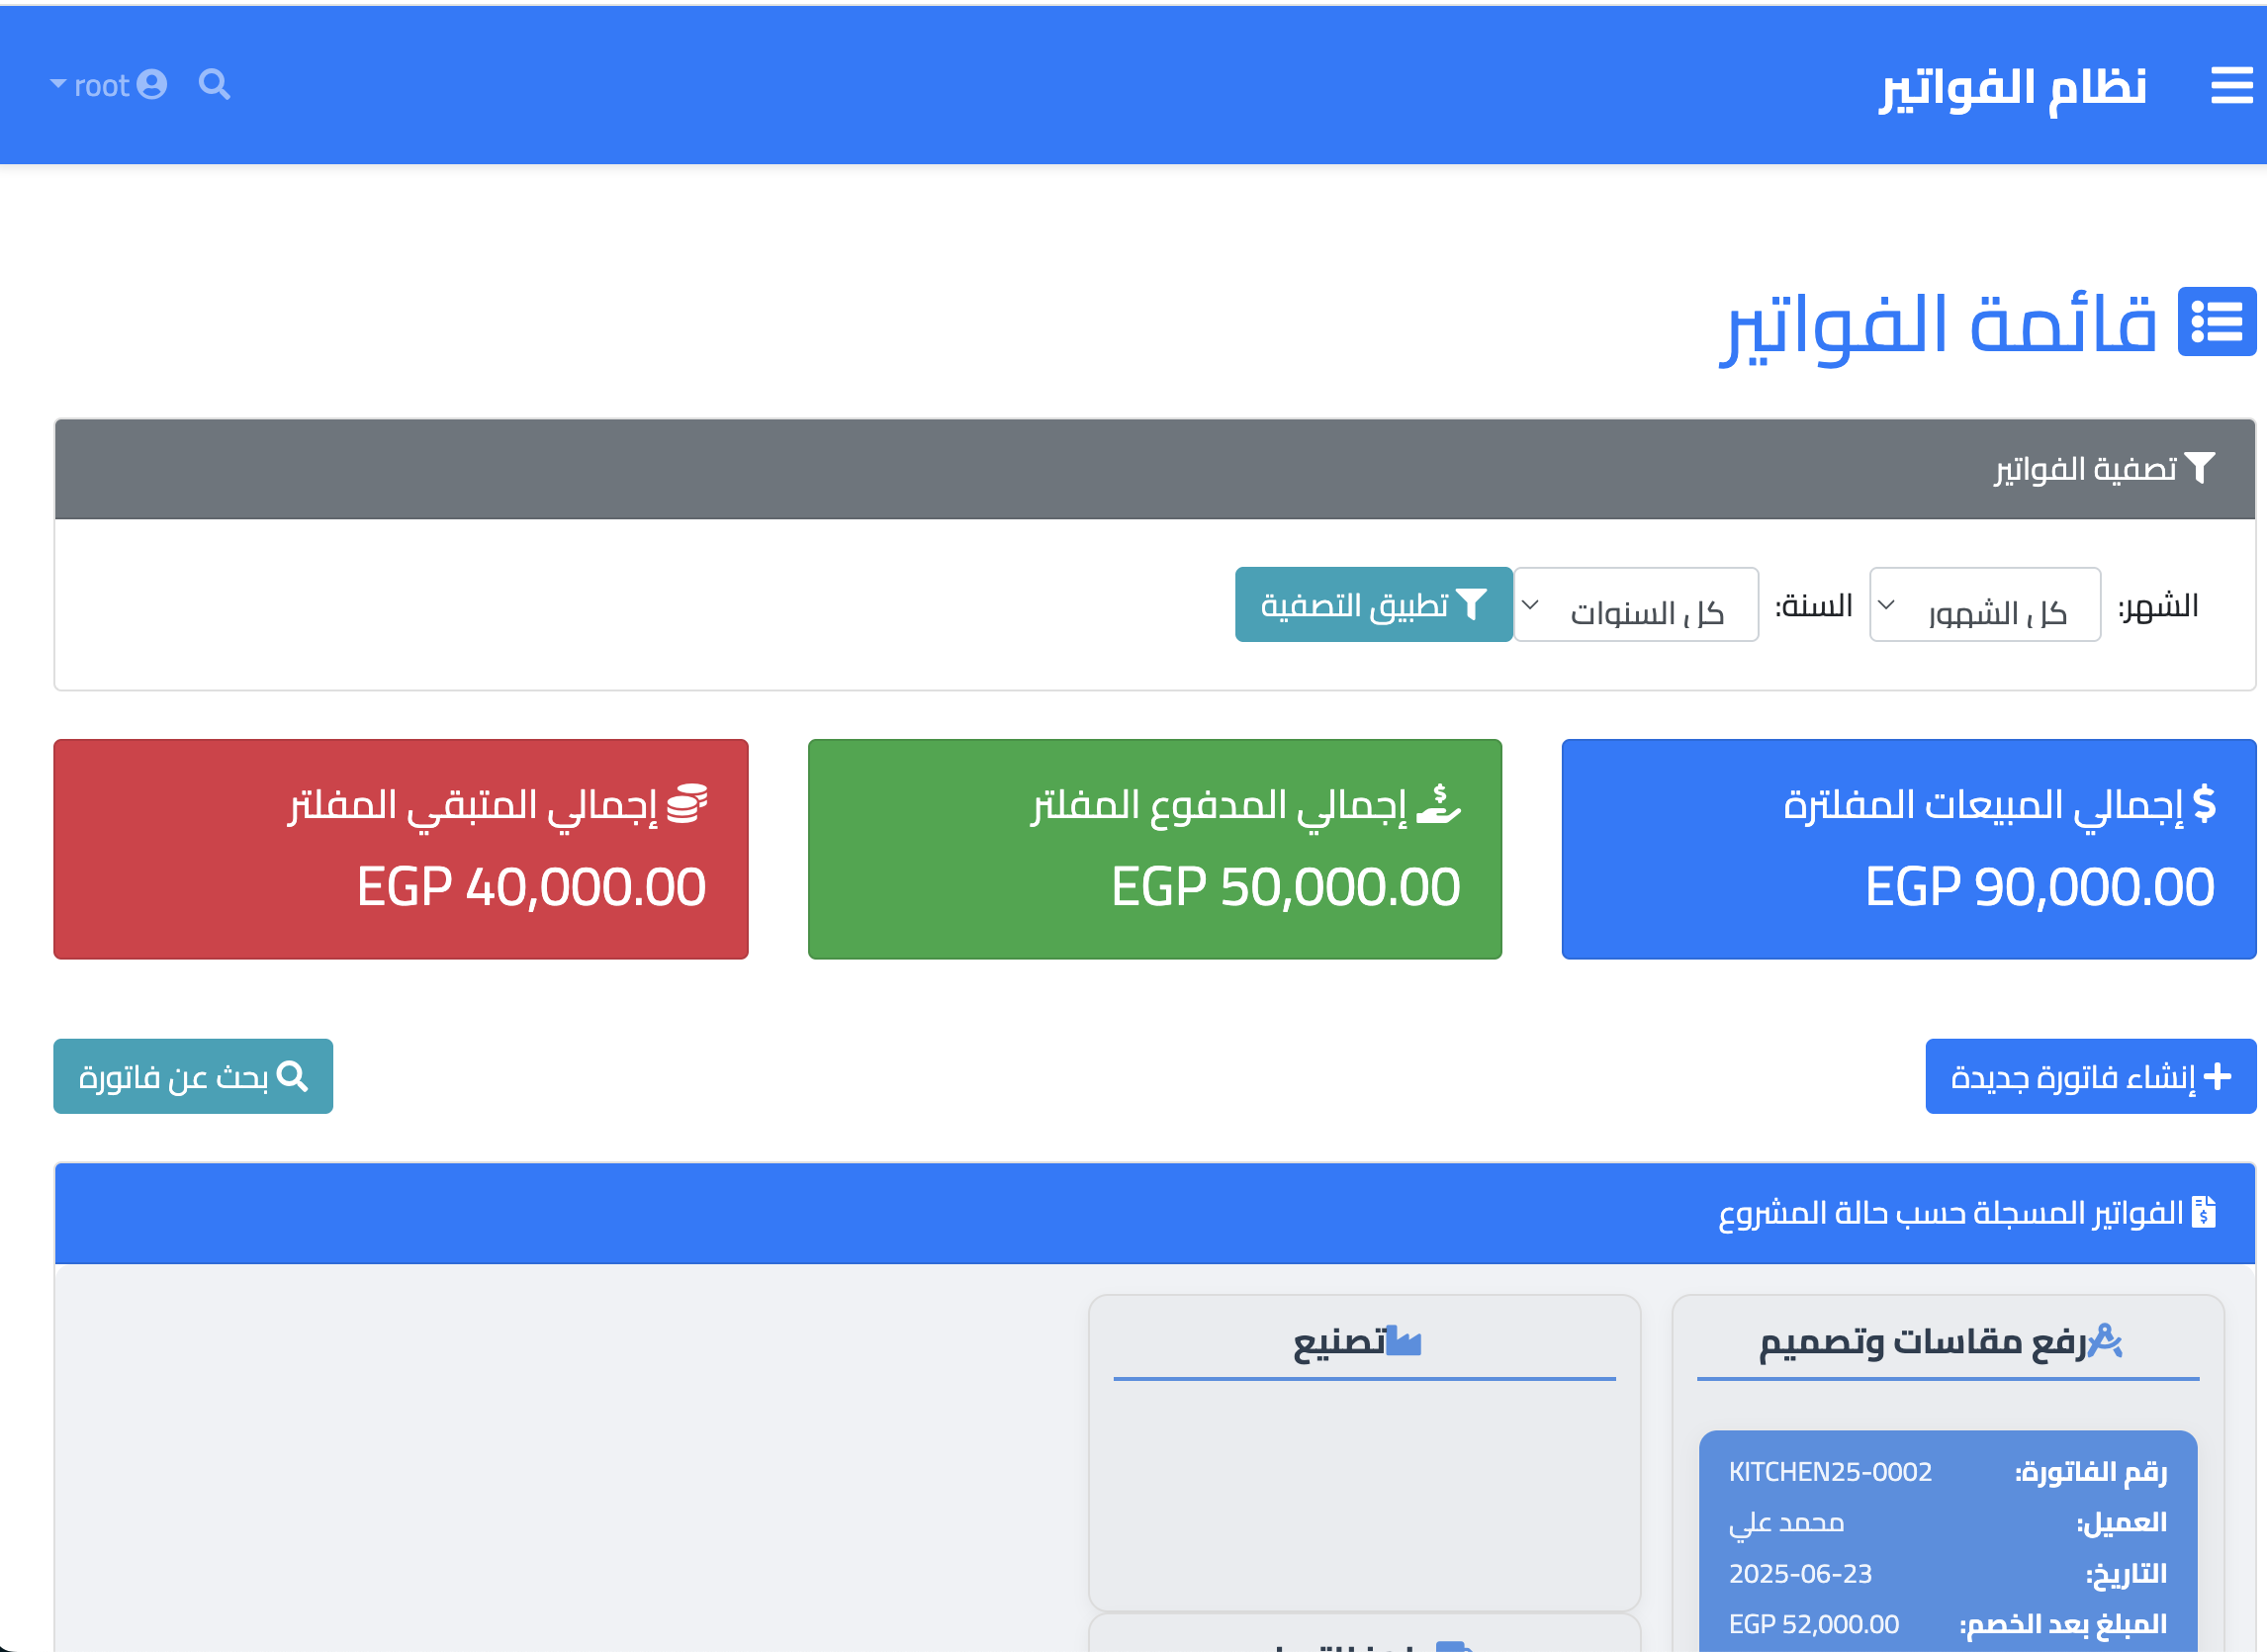 نظام الفواتير
root
قائمة الفواتير
تصفية الفواتير
الشهر: كل الشهور السنة: كل السنوات تطبيق التصفية
إجمالي المبيعات المفلترة
EGP 90,000.00
إجمالي المدفوع المفلتر
EGP 50,000.00
إجمالي المتبقي المفلتر
EGP 40,000.00
إنشاء فاتورة جديدة
بحث عن فاتورة
الفواتير المسجلة حسب حالة المشروع
رفع مقاسات وتصميم
رقم الفاتورة: KITCHEN25-0002
العميل: محمد علي
التاريخ: 2025-06-23
المبلغ بعد الخصم: EGP 52,000.00
تصنيع